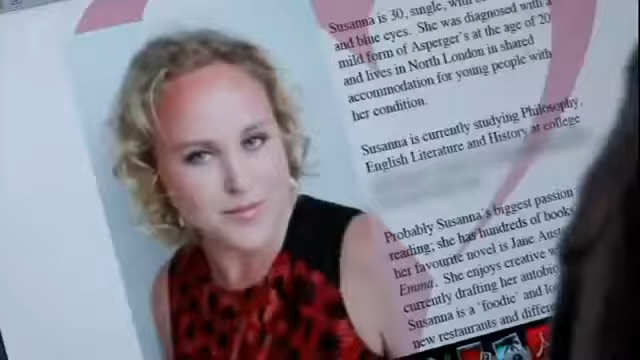 Susanna is 30, single, with
and blue eyes. She was diagnosed with a
mild form of Asperger's at the age of 20
and lives in North London in shared
accommodation for young people with
her condition.
Susanna is currently studying Philosophy,
English Literature and History at college
Probably Susanna's biggest passion
reading; she has hundreds of books
her favourite novel is Jane
Emma. She enjoys creative
currently drafting her
Susanna is a 'foodie' and
new restaurants and